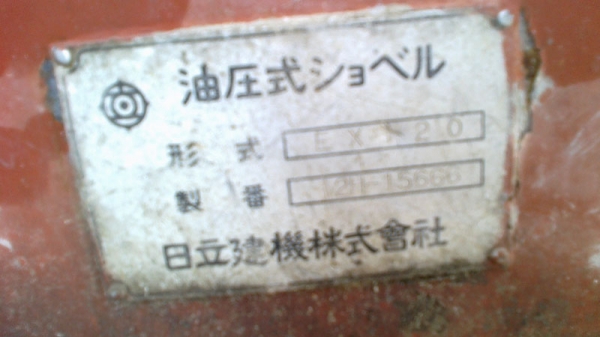 油圧式ショベル
形式 EX120
製番
日立建機株式會社